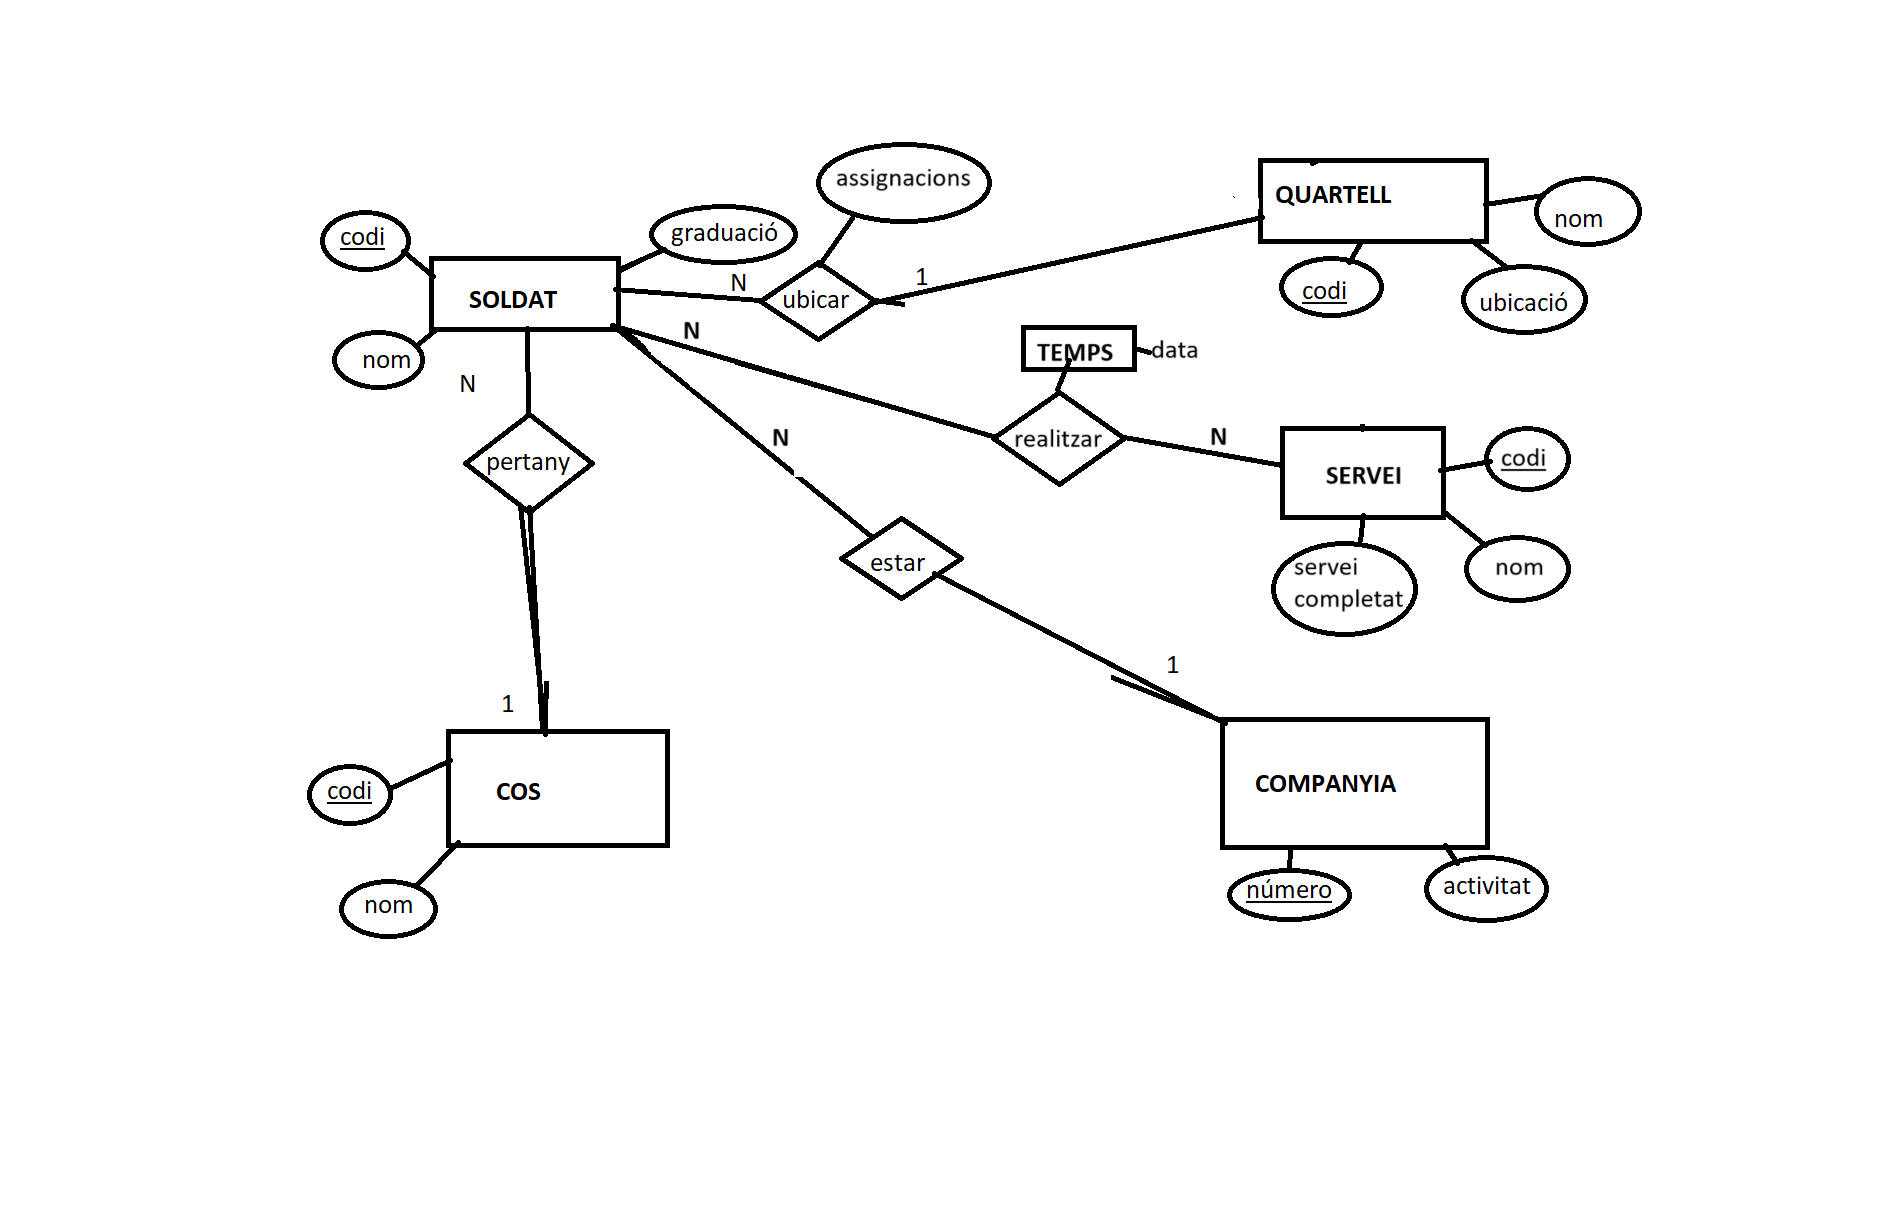 assignacions
QUARTELL
nom
codi
graduació
N
1
codi
ubicació
SOLDAT
ubicar
N
TEMPS
data
nom
N
N
realitzar
N
codi
pertany
SERVEI
estar
servei
completat
nom
1
1
COS
codi
COMPANYIA
nom
número
activitat